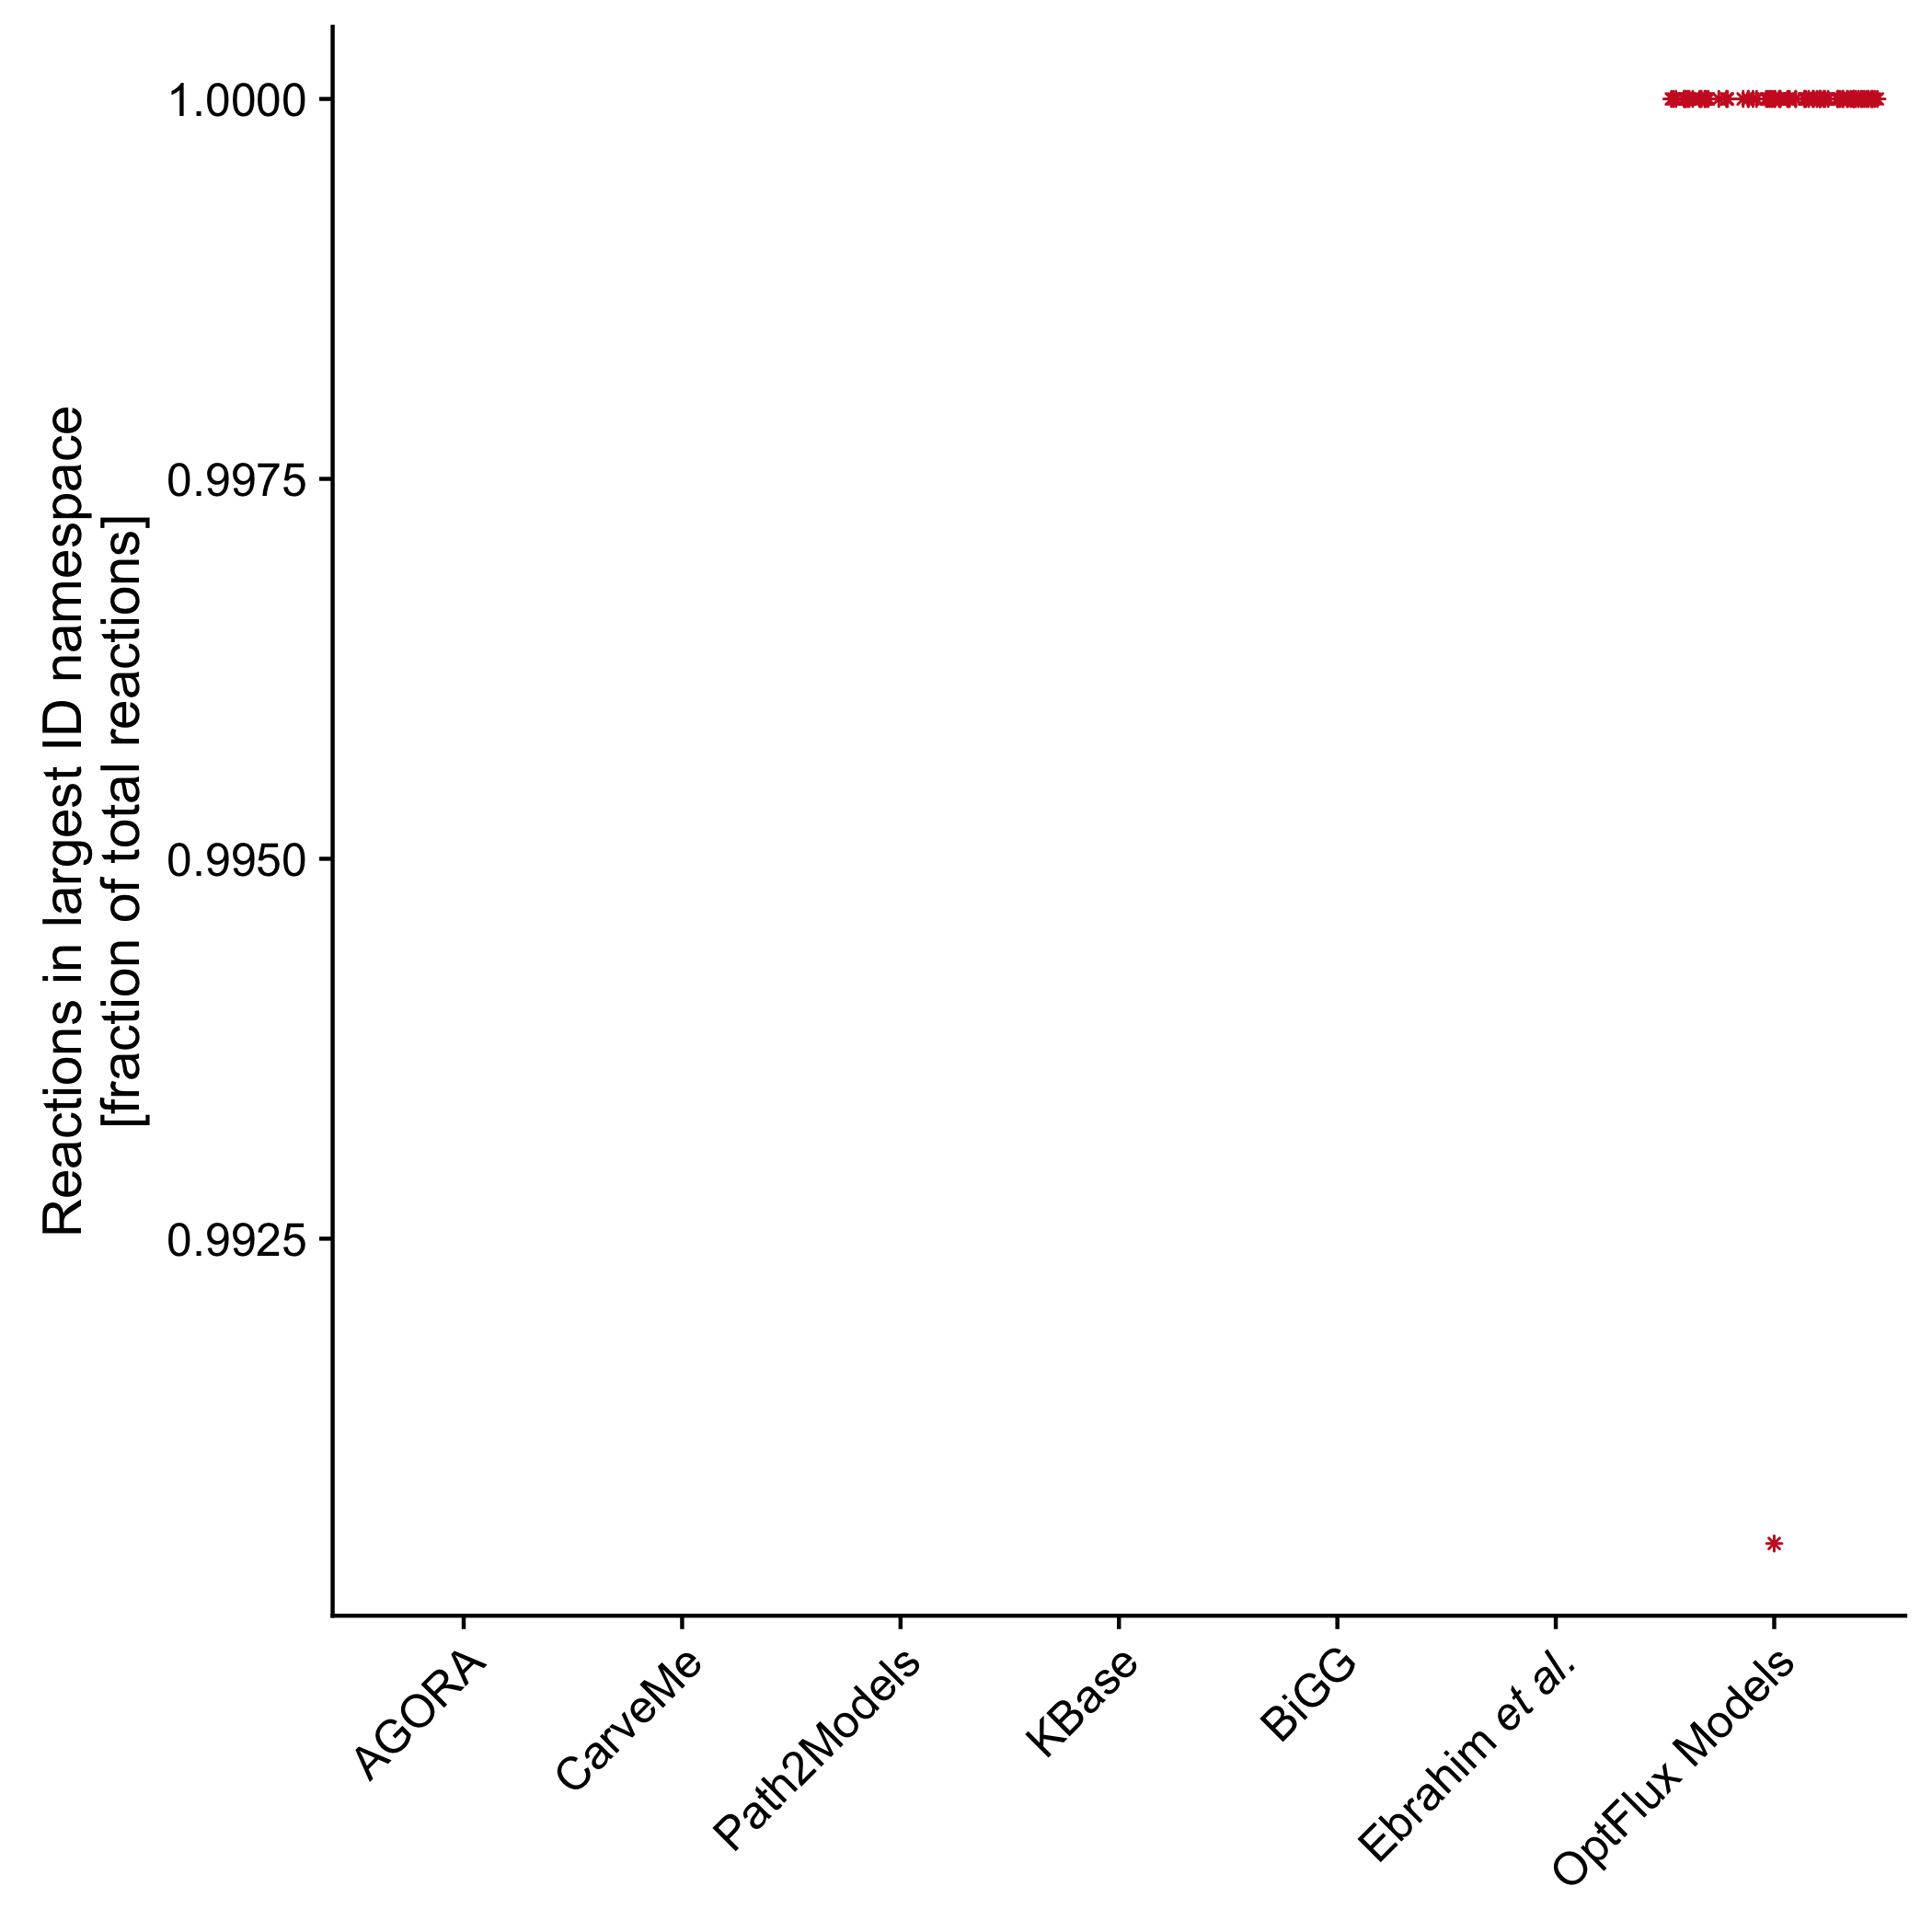 Reactions in largest ID namespace
[fraction of total reactions]
1.0000
0.9975
0.9950
0.9925
AGORA
CarveMe
Path2Models
KBase
BiGG
Ebrahim et al.
OptFlux Models